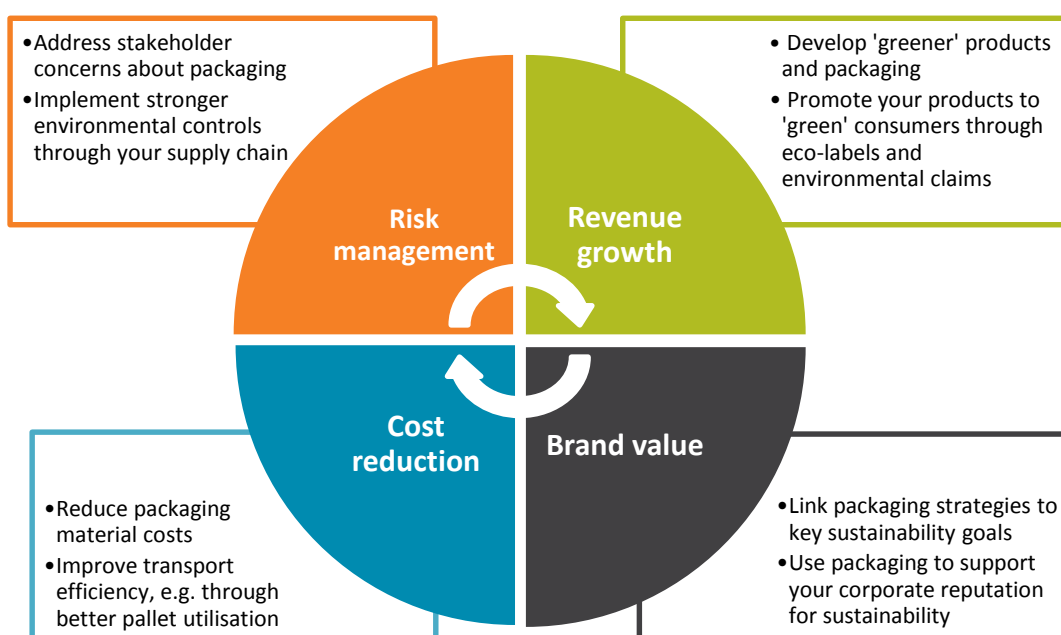 •Address stakeholder
concerns about packaging
•Implement stronger
environmental controls
through your supply chain
• Develop 'greener' products
and packaging
• Promote your products to
'green' consumers through
eco-labels and
environmental claims
Risk
management
Revenue
growth
Cost
reduction
Brand value
•Reduce packaging
material costs
•Improve transport
efficiency, e.g. through
better pallet utilisation
•Link packaging strategies to
key sustainability goals
•Use packaging to support
your corporate reputation
for sustainability